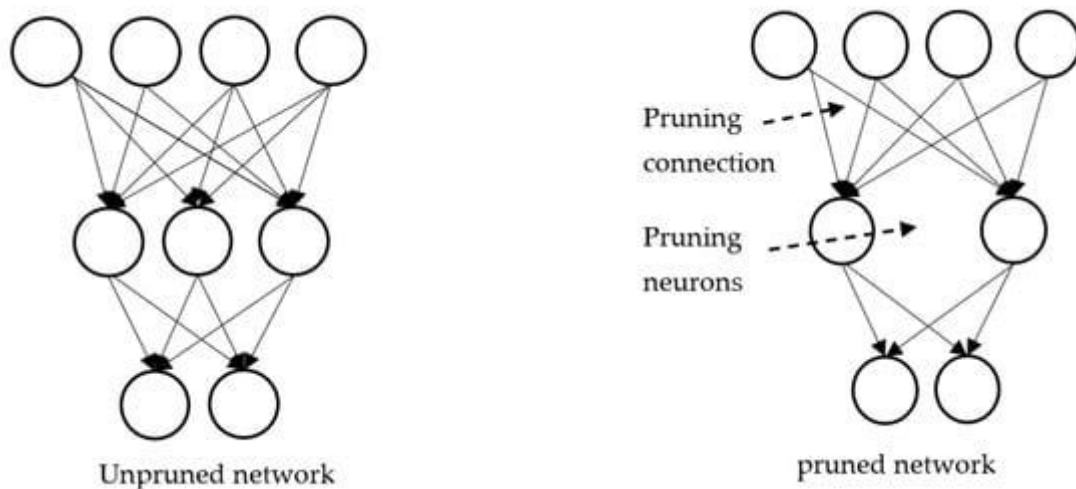 Pruning
connection
Pruning
neurons
Unpruned network
pruned network